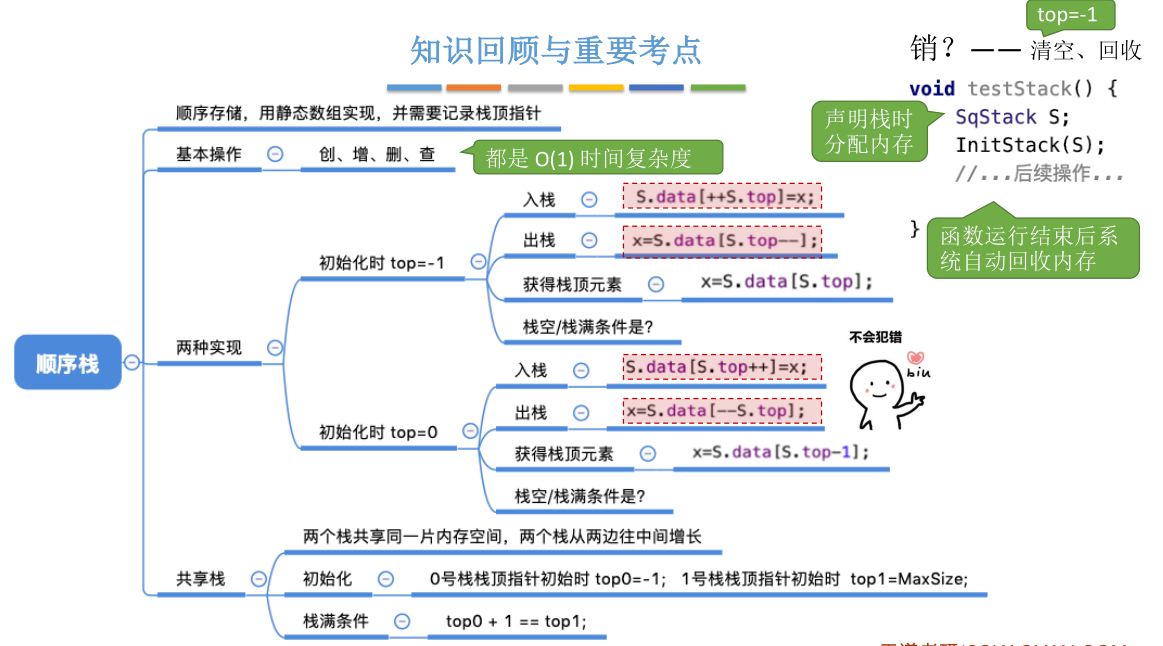 知识回顾与重要考点
top=-1
销？—— 清空、回收
void testStack() {
SqStack S;
InitStack(S);
//...后续操作...
}
声明栈时
分配内存
函数运行结束后系
统自动回收内存
顺序栈
顺序存储，用静态数组实现，并需要记录栈顶指针
基本操作
创、增、删、查
都是 O(1) 时间复杂度
两种实现
初始化时 top=-1
入栈
S.data[++S.top]=x;
出栈
x=S.data[S.top--];
获得栈顶元素
x=S.data[S.top];
栈空/栈满条件是?
初始化时 top=0
入栈
S.data[S.top++]=x;
出栈
x=S.data[--S.top];
获得栈顶元素
x=S.data[S.top-1];
栈空/栈满条件是?
不会犯错
biu
共享栈
两个栈共享同一片内存空间，两个栈从两边往中间增长
初始化
0号栈栈顶指针初始时 top0=-1； 1号栈栈顶指针初始时 top1=MaxSize;
栈满条件
top0 + 1 == top1;